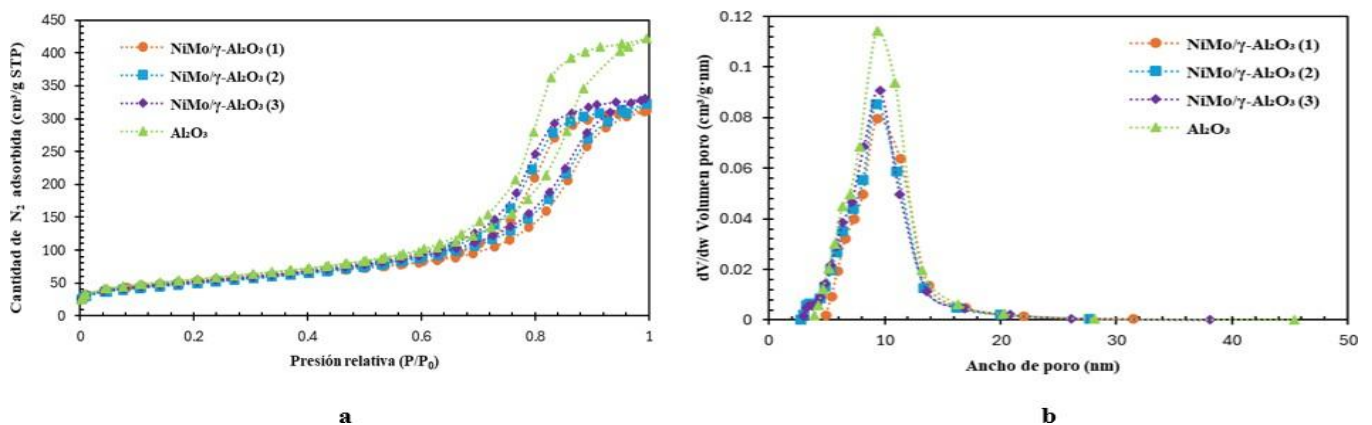 450
400
350
300
250
200
150
100
50
0
Cantidad de N₂ adsorbida (cm³/g STP)
NiMo/γ-Al₂O₃ (1)
NiMo/γ-Al₂O₃ (2)
NiMo/γ-Al₂O₃ (3)
Al₂O₃
0 0.2 0.4 0.6 0.8 1
Presión relativa (P/P₀)
a
0.12
0.1
0.08
0.06
0.04
0.02
0
dV/dw Volumen poro (cm³/g·nm)
NiMo/γ-Al₂O₃ (1)
NiMo/γ-Al₂O₃ (2)
NiMo/γ-Al₂O₃ (3)
Al₂O₃
0 10 20 30 40 50
Ancho de poro (nm)
b